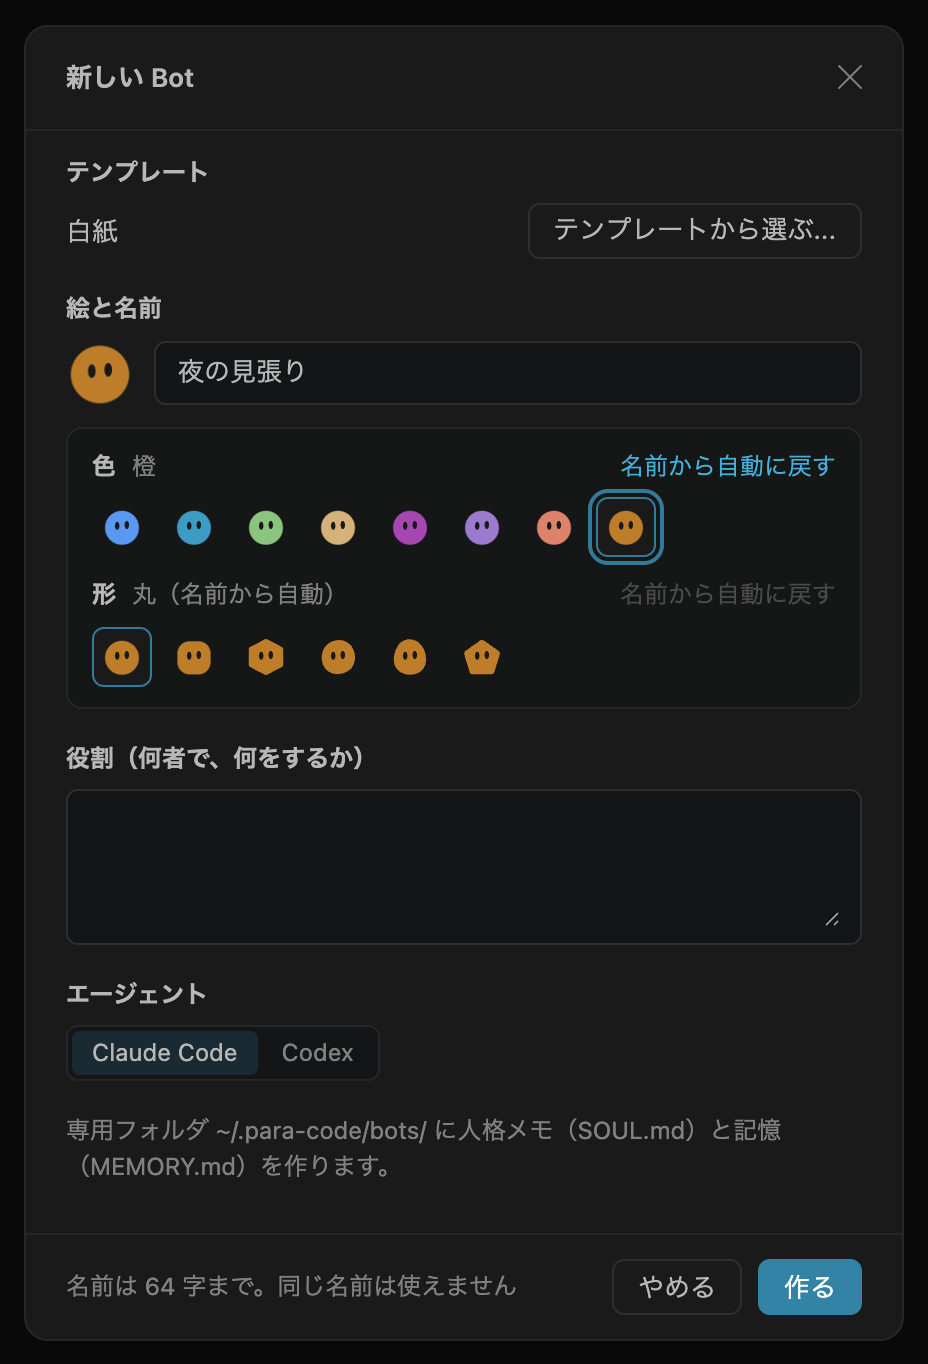 新しい Bot
テンプレート
白紙
テンプレートから選ぶ...
絵と名前
夜の見張り
色 橙 名前から自動に戻す
形 丸（名前から自動） 名前から自動に戻す
役割（何者で、何をするか）
エージェント
Claude Code Codex
専用フォルダ ~/.para-code/bots/ に人格メモ（SOUL.md）と記憶
（MEMORY.md）を作ります。
名前は 64 字まで。同じ名前は使えません
やめる 作る